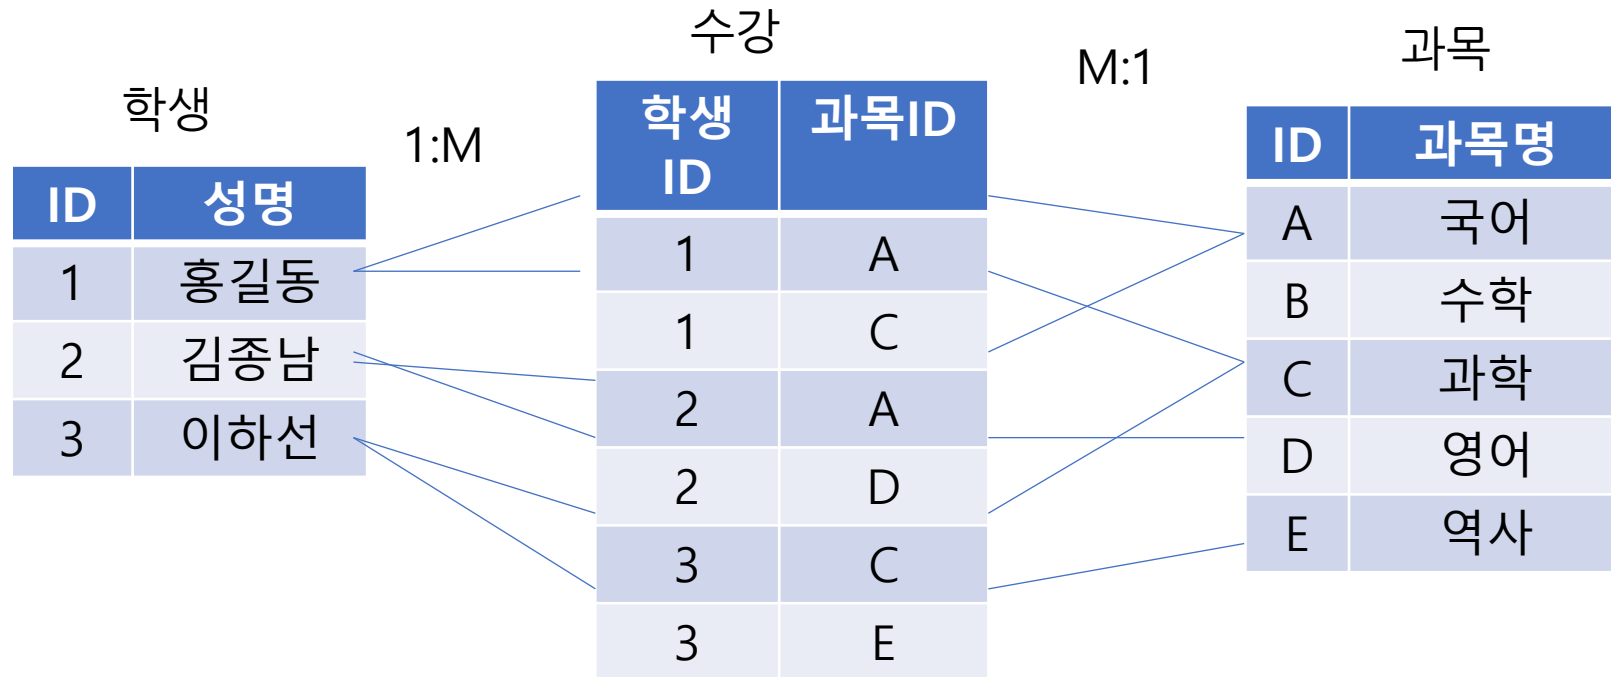 학생
ID 성명
1 홍길동
2 김종남
3 이하선
1:M
수강
학생
ID 과목ID
1 A
1 C
2 A
2 D
3 C
3 E
M:1
과목
ID 과목명
A 국어
B 수학
C 과학
D 영어
E 역사